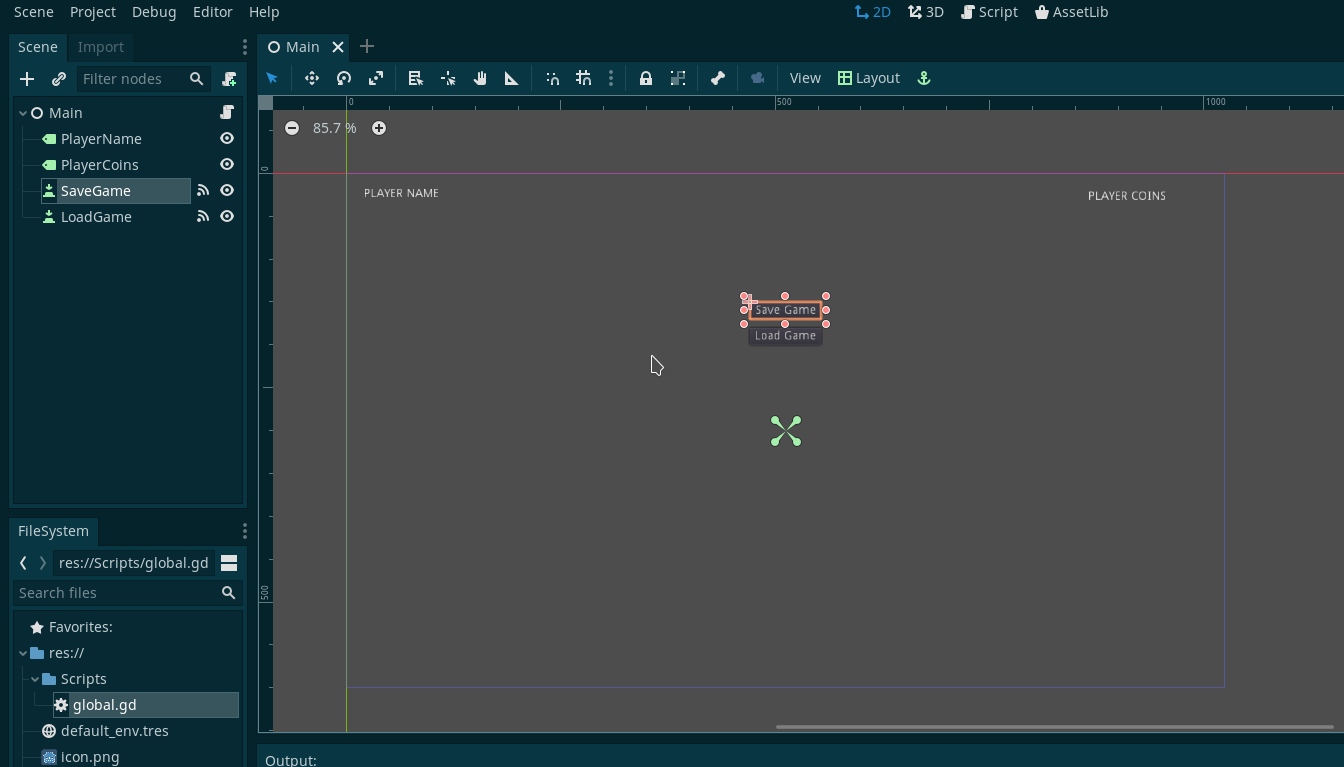 Scene Project Debug Editor Help 2D 3D Script AssetLib
Scene Import
Main
Filter nodes
View Layout
Main
PlayerName
PlayerCoins
SaveGame
LoadGame
0 500 1000
85.7 %
0
500
PLAYER NAME
PLAYER COINS
Save Game
Load Game
FileSystem
res://Scripts/global.gd
Search files
Favorites:
res://
Scripts
global.gd
default_env.tres
icon.png
Output: